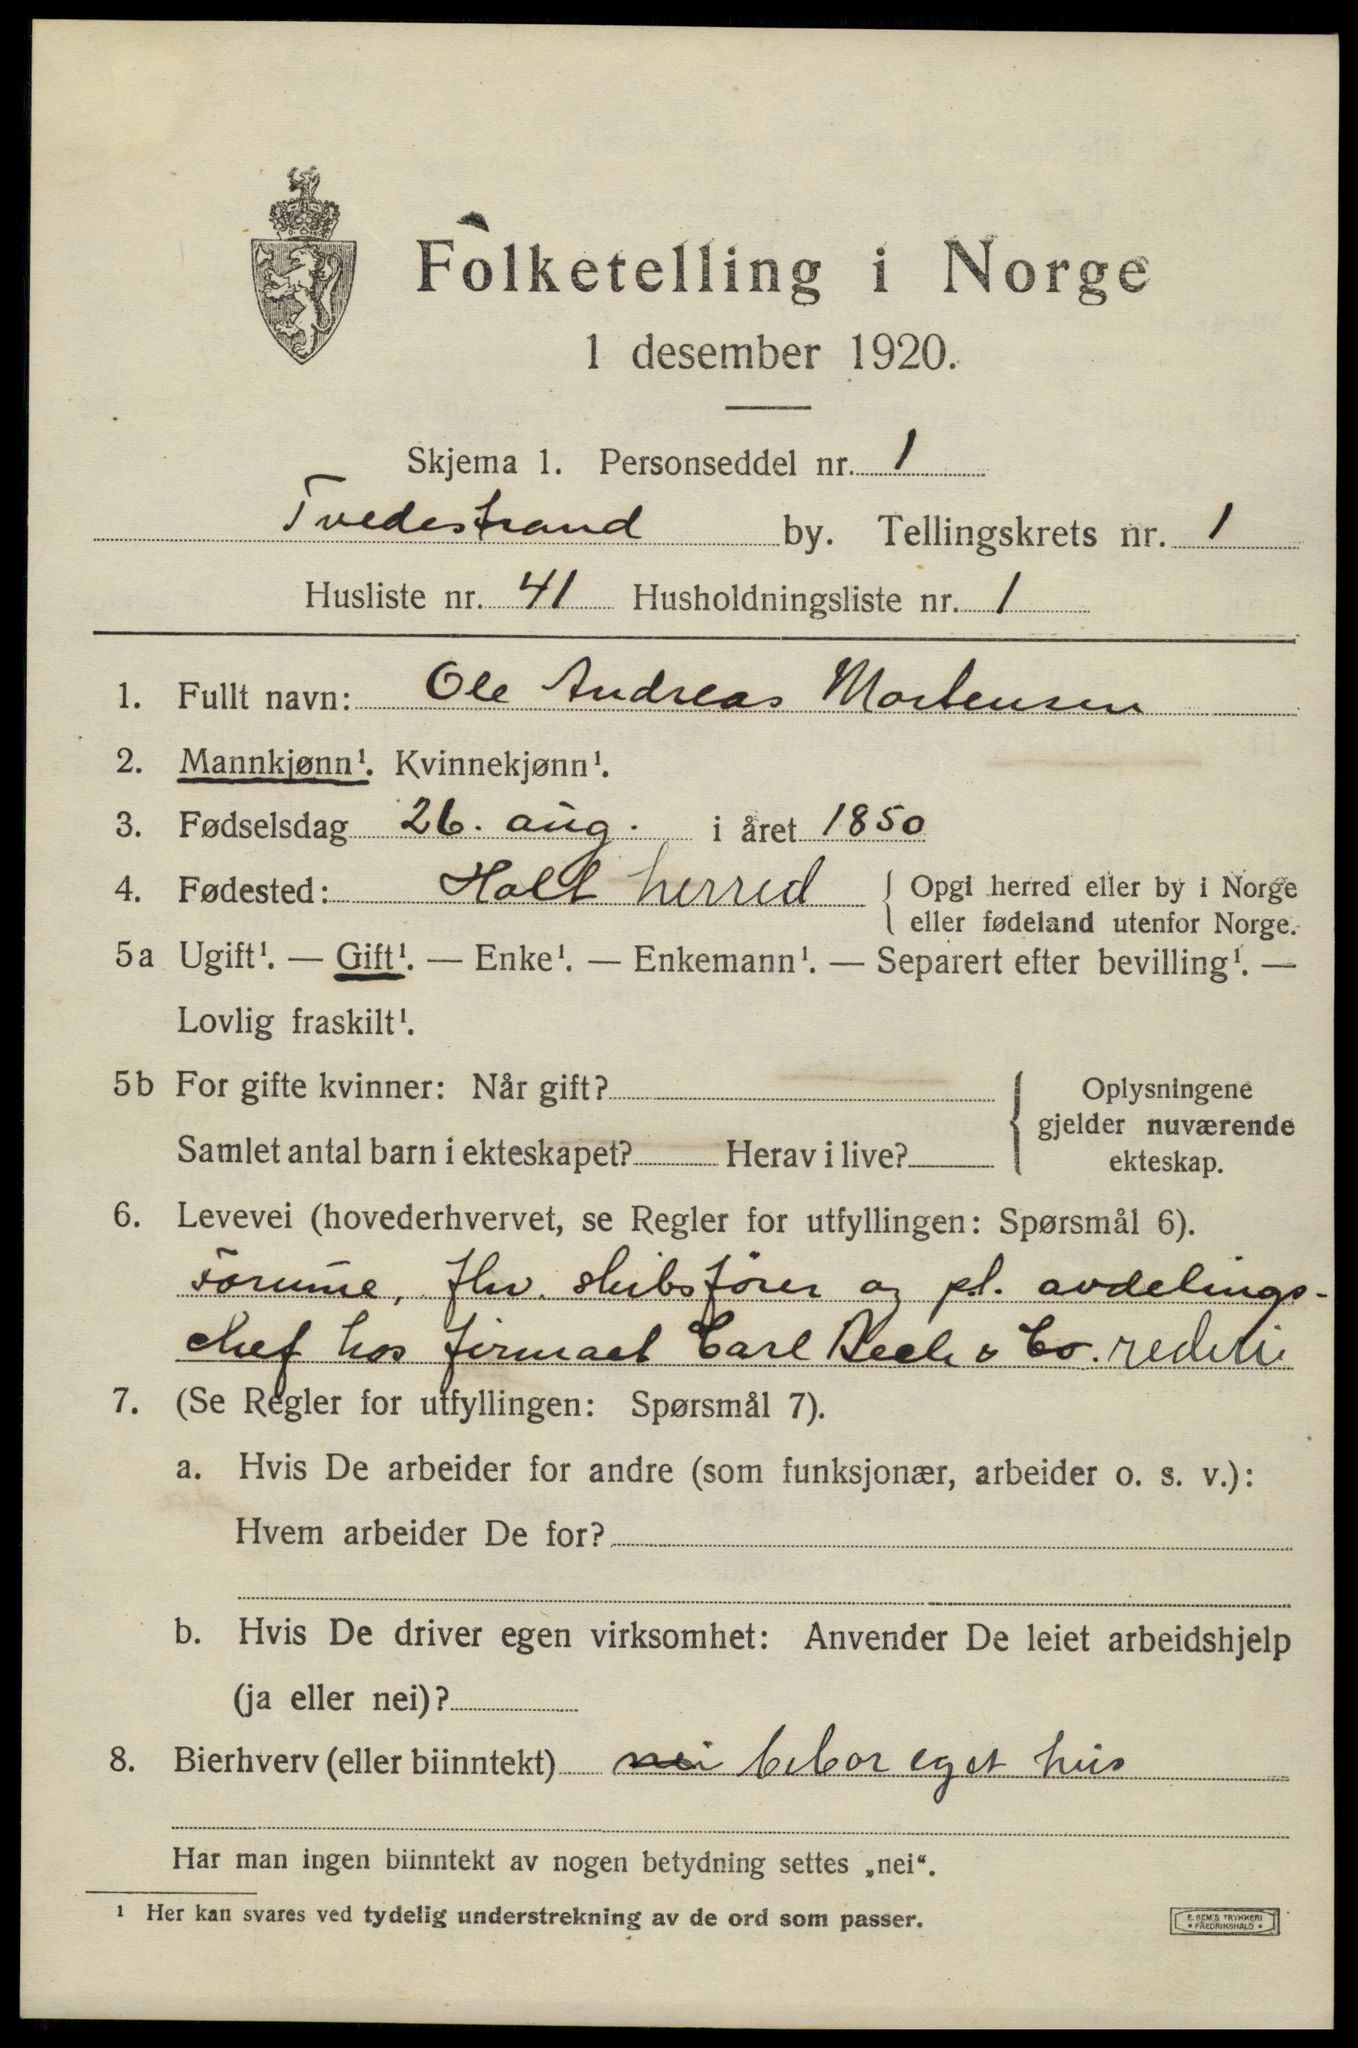 Folketelling i Norge
1 desember 1920.
Skjema 1. Personseddel nr. 1
Tvedestrand by. Tellingskrets nr. 1
Husliste nr. 41 Husholdningsliste nr. 1
1. Fullt navn: Ole Andreas Mortensen
2. Mannkjønn¹. Kvinnekjønn¹.
3. Fødselsdag 26. aug. i året 1850
4. Fødested: Holt herred { Opgi herred eller by i Norge
eller fødeland utenfor Norge.
5a Ugift¹. — Gift¹. — Enke¹. — Enkemann¹. — Separert efter bevilling¹. —
Lovlig fraskilt¹.
5b For gifte kvinner: Når gift?
Samlet antal barn i ekteskapet? Herav i live?
{ Oplysningene
gjelder nuværende
ekteskap.
6. Levevei (hovederhvervet, se Regler for utfyllingen: Spørsmål 6).
Formue, fhv. skibsfører og p.t. avdelings-
chef hos firmaet Carl & Co. rederi
7. (Se Regler for utfyllingen: Spørsmål 7).
a. Hvis De arbeider for andre (som funksjonær, arbeider o. s. v.):
Hvem arbeider De for?
b. Hvis De driver egen virksomhet: Anvender De leiet arbeidshjelp
(ja eller nei)?
8. Bierhverv (eller biinntekt) nei bebor eget hus
Har man ingen biinntekt av nogen betydning settes „nei“.
¹ Her kan svares ved tydelig understrekning av de ord som passer.
E. SEM'S TRYKKERI
• FREDRIKSHALD •